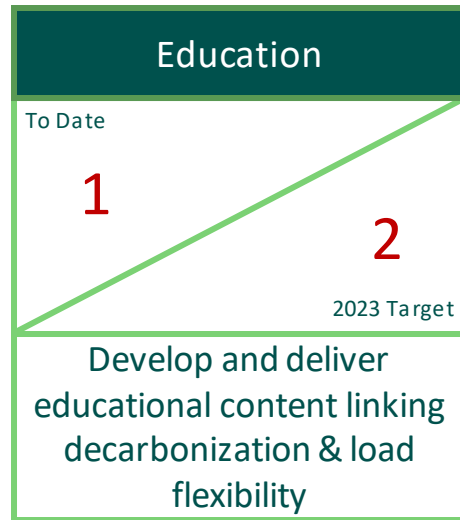 Education
To Date
1
2
2023 Target
Develop and deliver
educational content linking
decarbonization & load
flexibility